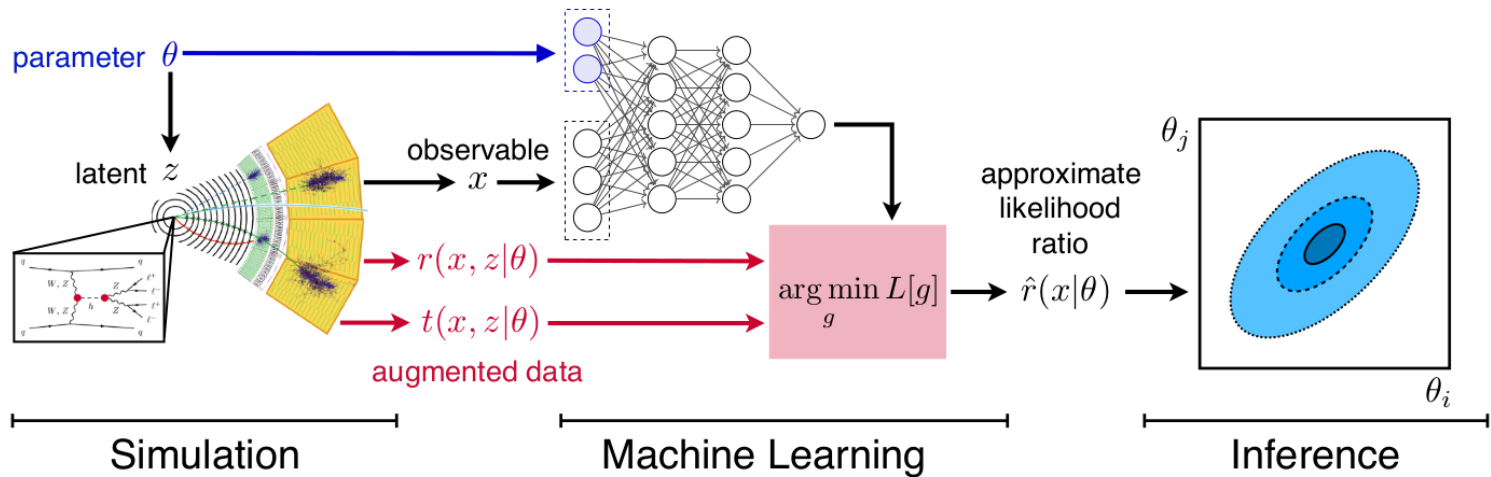 parameter θ
latent z
observable
x
r(x, z|θ)
t(x, z|θ)
augmented data
arg min L[g]
g
approximate
likelihood
ratio
r̂(x|θ)
θj
θi
q
q
W, Z
W, Z
h
Z
Z
ℓ+
ℓ−
ℓ+
ℓ−
q
q
Simulation
Machine Learning
Inference